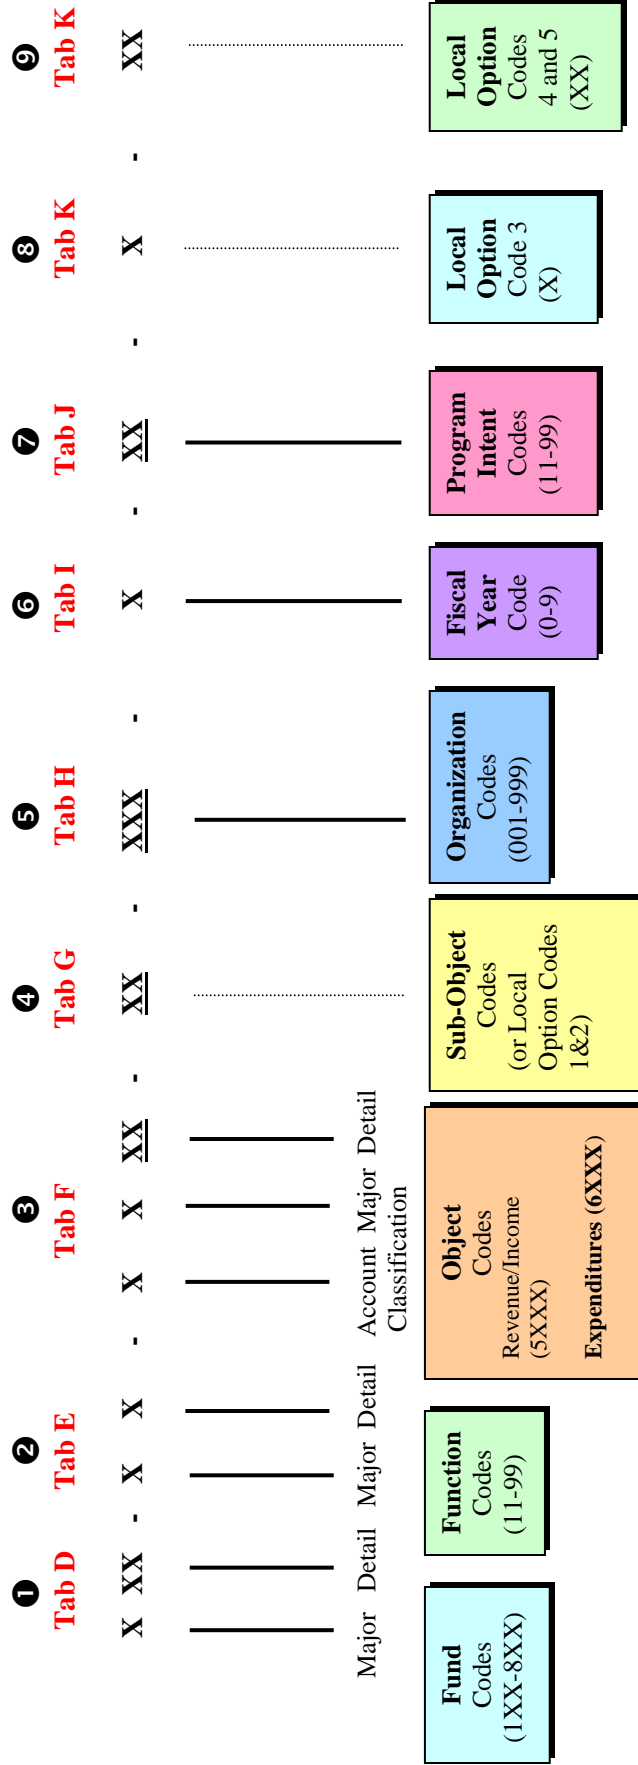 ❶ ❷ ❸ ❹ ❺ ❻ ❼ ❽ ❾
Tab D Tab E Tab F Tab G Tab H Tab I Tab J Tab K Tab K
X XX - X X - X X XX - XX - XXX - X - XX - X - XX
Major Detail Major Detail Account Major Detail
Classification
Fund
Codes
(1XX-8XX)
Function
Codes
(11-99)
Object
Codes
Revenue/Income
(5XXX)
Expenditures (6XXX)
Sub-Object
Codes
(or Local
Option Codes
1&2)
Organization
Codes
(001-999)
Fiscal
Year
Code
(0-9)
Program
Intent
Codes
(11-99)
Local
Option
Code 3
(X)
Local
Option
Codes
4 and 5
(XX)